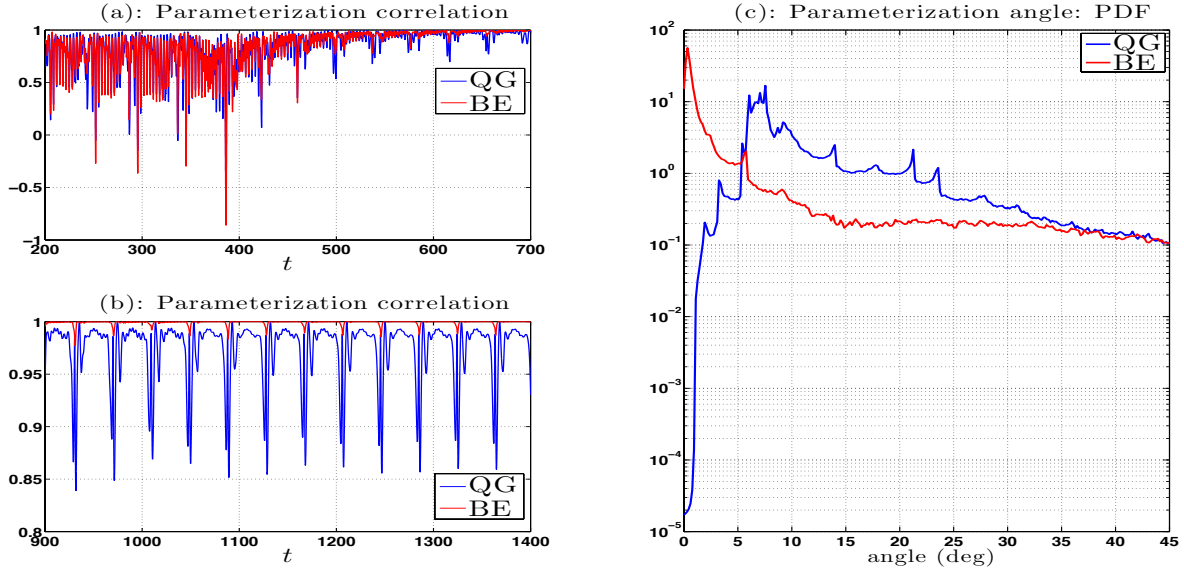 (a): Parameterization correlation
1
0.5
0
−0.5
−1
QG
BE
200 300 400 500 600 700
t
(b): Parameterization correlation
1
0.95
0.9
0.85
0.8
QG
BE
900 1000 1100 1200 1300 1400
t
(c): Parameterization angle: PDF
10^2
10^1
10^0
10^−1
10^−2
10^−3
10^−4
10^−5
QG
BE
0 5 10 15 20 25 30 35 40 45
angle (deg)